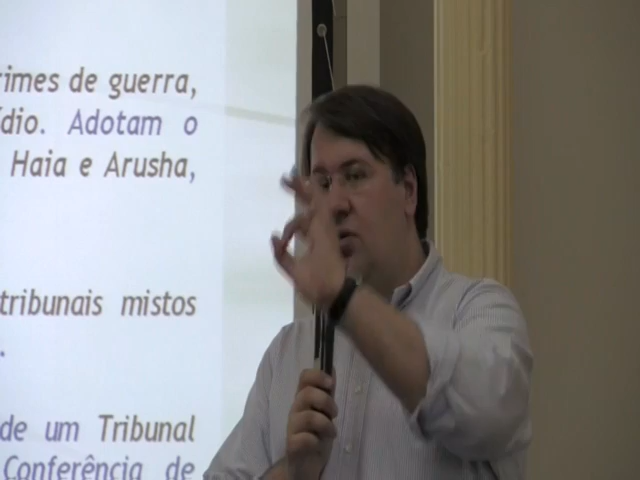 rimes de guerra,
ídio. Adotam o
Haia e Arusha,
tribunais mistos
.
de um Tribunal
Conferência de